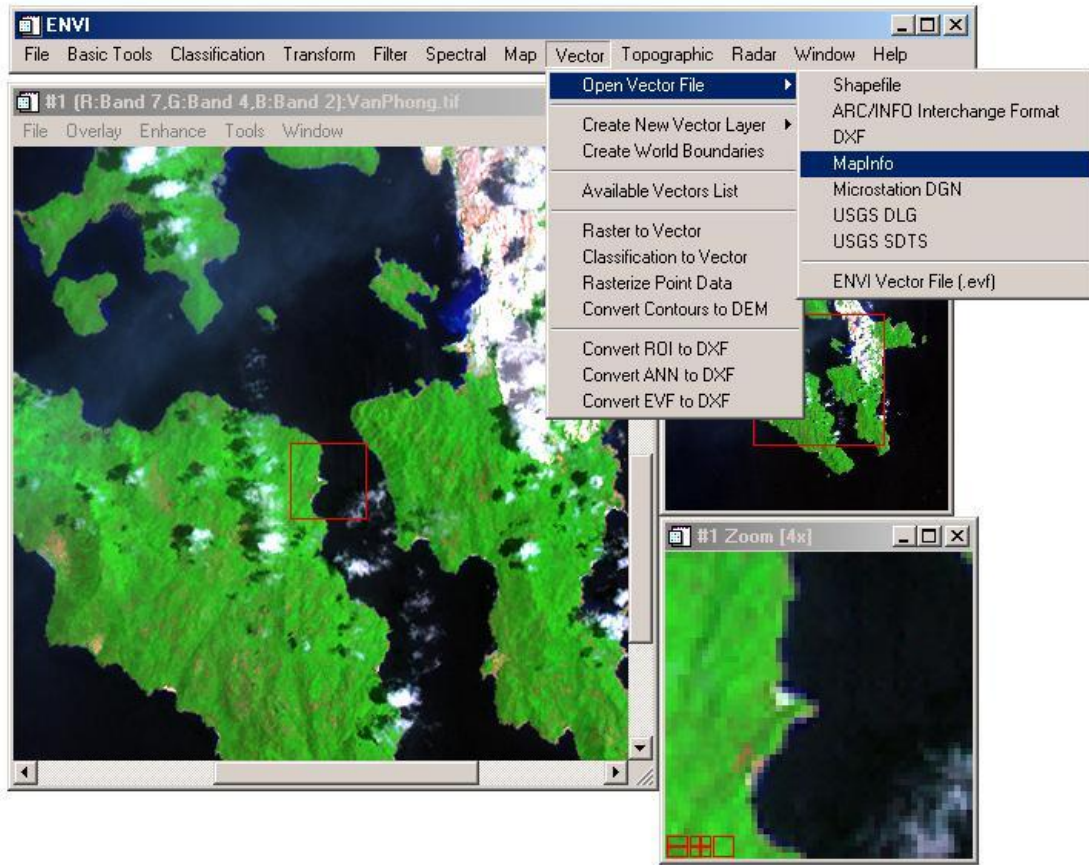 ENVI
File Basic Tools Classification Transform Filter Spectral Map Vector Topographic Radar Window Help
#1 (R:Band 7,G:Band 4,B:Band 2):VanPhong.tif
File Overlay Enhance Tools Window
Open Vector File
Create New Vector Layer
Create World Boundaries
Available Vectors List
Raster to Vector
Classification to Vector
Rasterize Point Data
Convert Contours to DEM
Convert ROI to DXF
Convert ANN to DXF
Convert EVF to DXF
Shapefile
ARC/INFO Interchange Format
DXF
MapInfo
Microstation DGN
USGS DLG
USGS SDTS
ENVI Vector File (.evf)
#1 Zoom [4x]